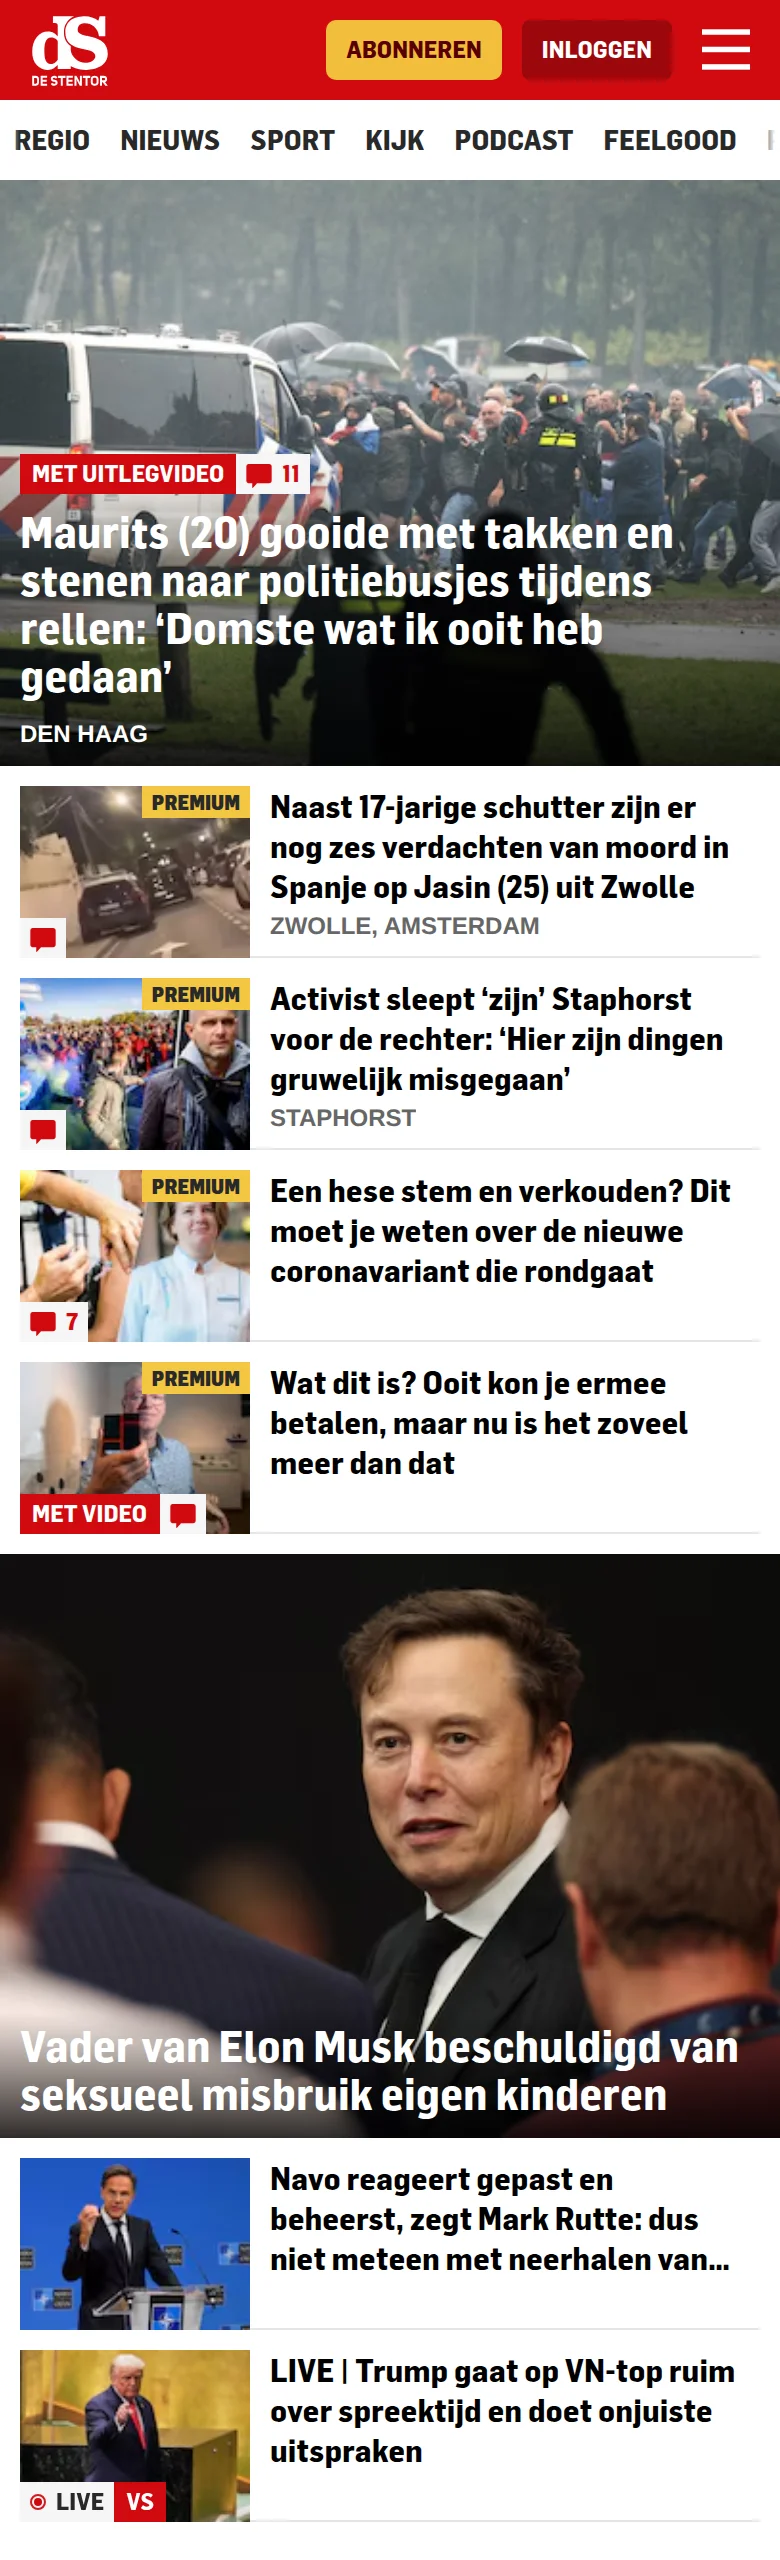 dS
DE STENTOR
ABONNEREN
INLOGGEN
REGIO NIEUWS SPORT KIJK PODCAST FEELGOOD
MET UITLEGVIDEO 11
Maurits (20) gooide met takken en
stenen naar politiebusjes tijdens
rellen: ‘Domste wat ik ooit heb
gedaan’
DEN HAAG
PREMIUM
Naast 17-jarige schutter zijn er
nog zes verdachten van moord in
Spanje op Jasin (25) uit Zwolle
ZWOLLE, AMSTERDAM
PREMIUM
Activist sleept ‘zijn’ Staphorst
voor de rechter: ‘Hier zijn dingen
gruwelijk misgegaan’
STAPHORST
PREMIUM
7
Een hese stem en verkouden? Dit
moet je weten over de nieuwe
coronavariant die rondgaat
PREMIUM
MET VIDEO
Wat dit is? Ooit kon je ermee
betalen, maar nu is het zoveel
meer dan dat
Vader van Elon Musk beschuldigd van
seksueel misbruik eigen kinderen
Navo reageert gepast en
beheerst, zegt Mark Rutte: dus
niet meteen met neerhalen van...
LIVE VS
LIVE | Trump gaat op VN-top ruim
over spreektijd en doet onjuiste
uitspraken